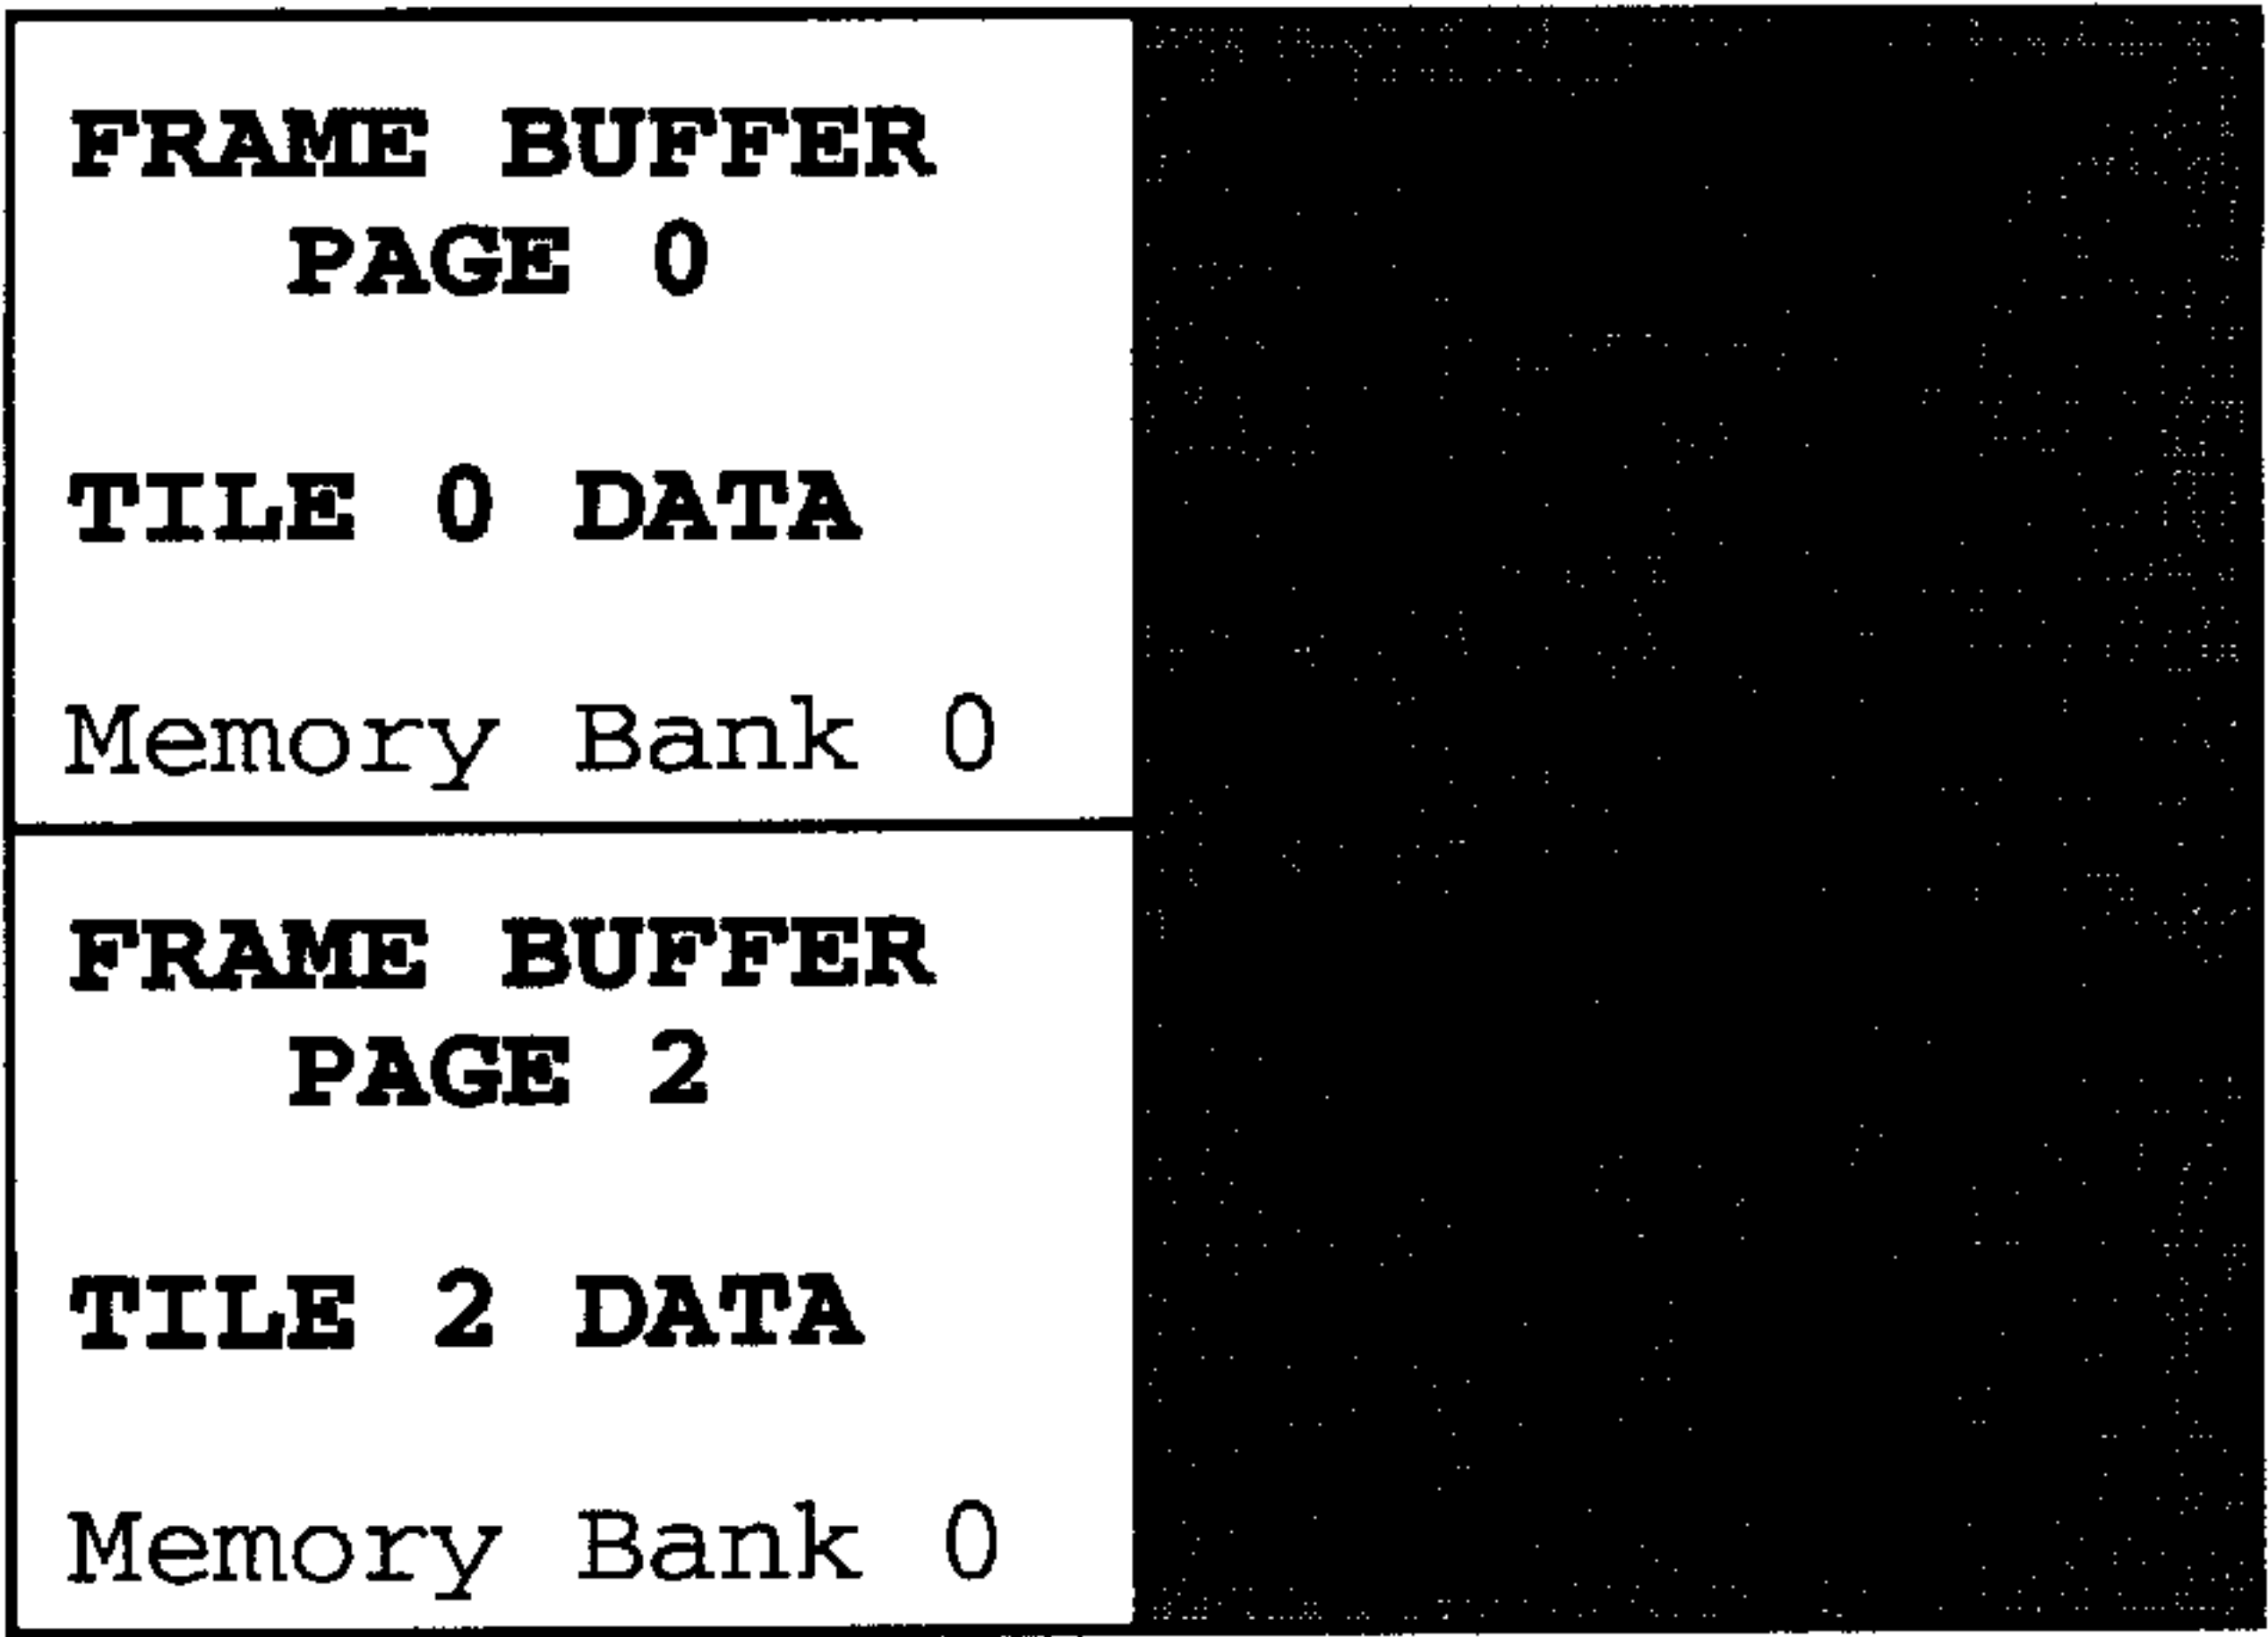 FRAME BUFFER
PAGE 0
TILE 0 DATA
Memory Bank 0
FRAME BUFFER
PAGE 2
TILE 2 DATA
Memory Bank 0